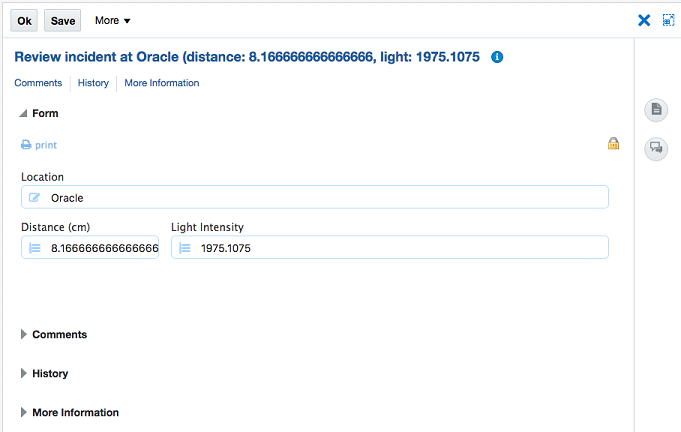 Ok Save More
Review incident at Oracle (distance: 8.166666666666666, light: 1975.1075
Comments History More Information
Form
print
Location
Oracle
Distance (cm) Light Intensity
8.166666666666666 1975.1075
Comments
History
More Information